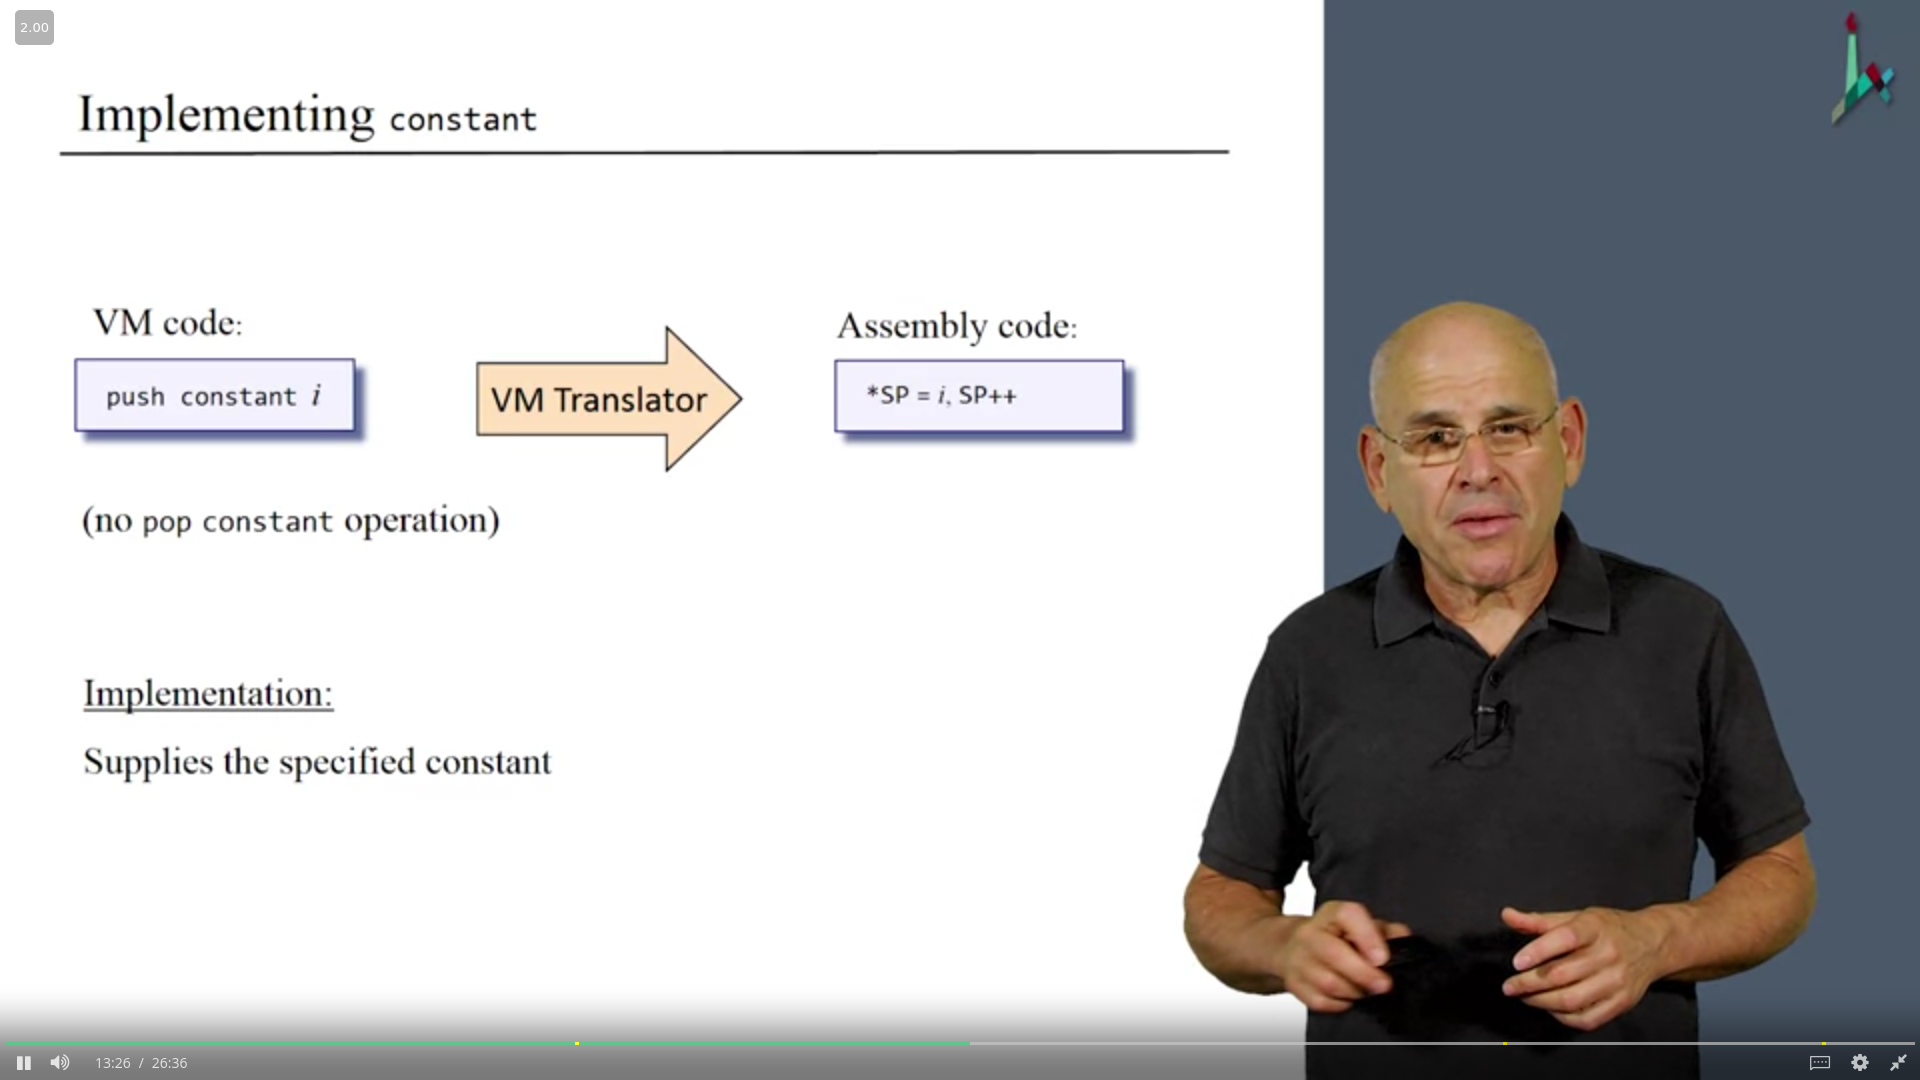 2.00
Implementing constant
VM code:
Assembly code:
push constant i
VM Translator
*SP = i, SP++
(no pop constant operation)
Implementation:
Supplies the specified constant
13:26 / 26:36